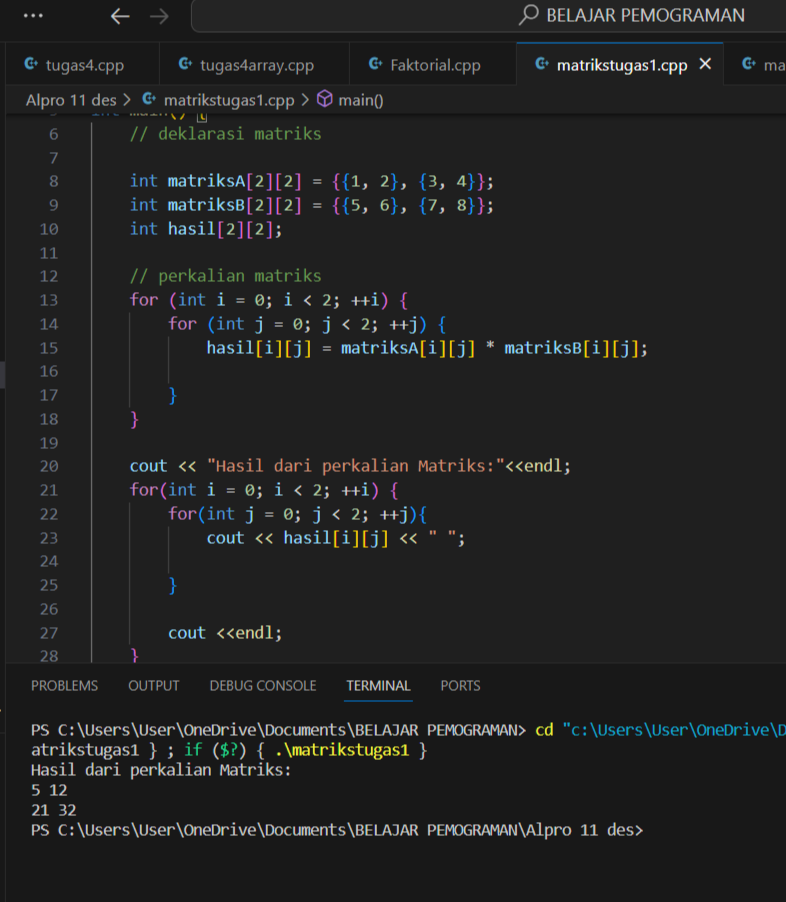 ··· ← → BELAJAR PEMOGRAMAN
tugas4.cpp tugas4array.cpp Faktorial.cpp matrikstugas1.cpp × ma
Alpro 11 des > matrikstugas1.cpp > main()
5 int main() {
6 // deklarasi matriks
7
8 int matriksA[2][2] = {{1, 2}, {3, 4}};
9 int matriksB[2][2] = {{5, 6}, {7, 8}};
10 int hasil[2][2];
11
12 // perkalian matriks
13 for (int i = 0; i < 2; ++i) {
14 for (int j = 0; j < 2; ++j) {
15 hasil[i][j] = matriksA[i][j] * matriksB[i][j];
16
17 }
18 }
19
20 cout << "Hasil dari perkalian Matriks:"<<endl;
21 for(int i = 0; i < 2; ++i) {
22 for(int j = 0; j < 2; ++j){
23 cout << hasil[i][j] << " ";
24
25 }
26
27 cout <<endl;
28 }
PROBLEMS OUTPUT DEBUG CONSOLE TERMINAL PORTS
PS C:\Users\User\OneDrive\Documents\BELAJAR PEMOGRAMAN> cd "c:\Users\User\OneDrive\D
atrikstugas1 } ; if ($?) { .\matrikstugas1 }
Hasil dari perkalian Matriks:
5 12
21 32
PS C:\Users\User\OneDrive\Documents\BELAJAR PEMOGRAMAN\Alpro 11 des>